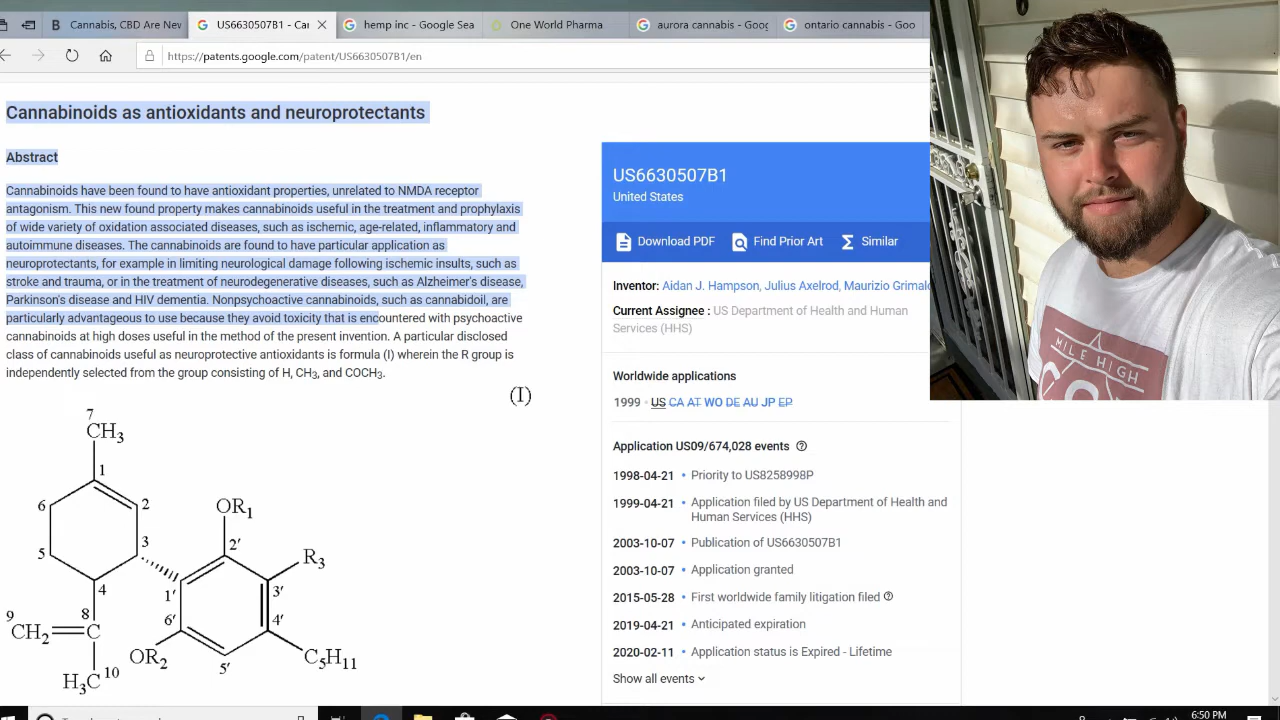 Cannabis, CBD Are New
US6630507B1 - Ca
hemp inc - Google Sea
One World Pharma
aurora cannabis - Goog
ontario cannabis - Goo
https://patents.google.com/patent/US6630507B1/en
Cannabinoids as antioxidants and neuroprotectants
Abstract
Cannabinoids have been found to have antioxidant properties, unrelated to NMDA receptor
antagonism. This new found property makes cannabinoids useful in the treatment and prophylaxis
of wide variety of oxidation associated diseases, such as ischemic, age-related, inflammatory and
autoimmune diseases. The cannabinoids are found to have particular application as
neuroprotectants, for example in limiting neurological damage following ischemic insults, such as
stroke and trauma, or in the treatment of neurodegenerative diseases, such as Alzheimer's disease,
Parkinson's disease and HIV dementia. Nonpsychoactive cannabinoids, such as cannabidoil, are
particularly advantageous to use because they avoid toxicity that is encountered with psychoactive
cannabinoids at high doses useful in the method of the present invention. A particular disclosed
class of cannabinoids useful as neuroprotective antioxidants is formula (I) wherein the R group is
independently selected from the group consisting of H, CH3, and COCH3.
(I)
7
CH3
1
6
2
OR1
5
3
2'
R3
4
1'
3'
9
8
6'
4'
CH2
C
OR2
5'
C5H11
H3C
10
US6630507B1
United States
Download PDF
Find Prior Art
Similar
Inventor: Aidan J. Hampson, Julius Axelrod, Maurizio Grimal
Current Assignee : US Department of Health and Human
Services (HHS)
Worldwide applications
1999 • US CA AT WO DE AU JP EP
Application US09/674,028 events
1998-04-21 • Priority to US8258998P
1999-04-21 • Application filed by US Department of Health and
Human Services (HHS)
2003-10-07 • Publication of US6630507B1
2003-10-07 • Application granted
2015-05-28 • First worldwide family litigation filed
2019-04-21 • Anticipated expiration
2020-02-11 • Application status is Expired - Lifetime
Show all events
MILE HIGH
6:50 PM